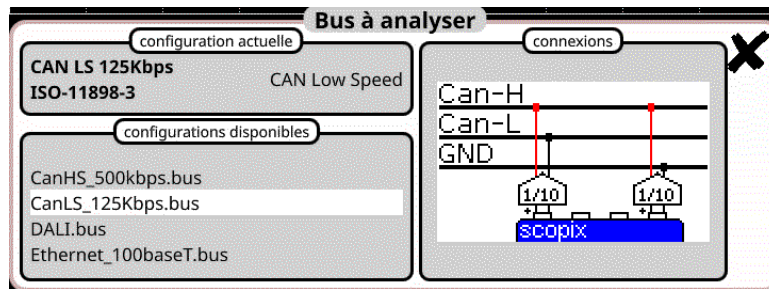 Bus à analyser
configuration actuelle
CAN LS 125Kbps
ISO-11898-3
CAN Low Speed
configurations disponibles
CanHS_500kbps.bus
CanLS_125Kbps.bus
DALI.bus
Ethernet_100baseT.bus
connexions
Can-H
Can-L
GND
1/10 1/10
+ +
scopix